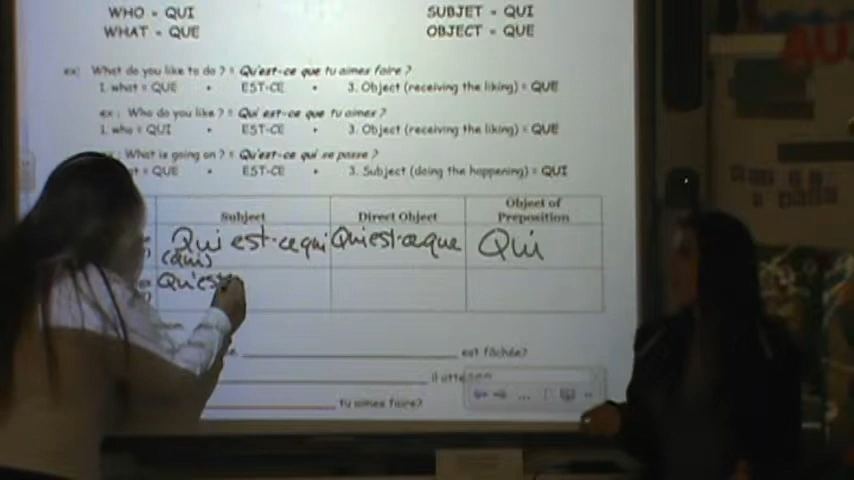 WHO = QUI SUBJET = QUI
WHAT = QUE OBJECT = QUE
ex: What do you like to do? = Qu'est-ce que tu aimes faire?
1. what = QUE • EST-CE • 3. Object (receiving the liking) = QUE
ex: Who do you like? = Qui est-ce que tu aimes?
1. who = QUI • EST-CE • 3. Object (receiving the liking) = QUE
: What is going on? = Qu'est-ce qui se passe?
= QUE • EST-CE • 3. Subject (doing the happening) = QUI
Subject Direct Object Object of Preposition
Qui est-ce qui Qui est-ce que Qui
(qui)
Qu'est
est fâchée?
tu aimes faire?
4U